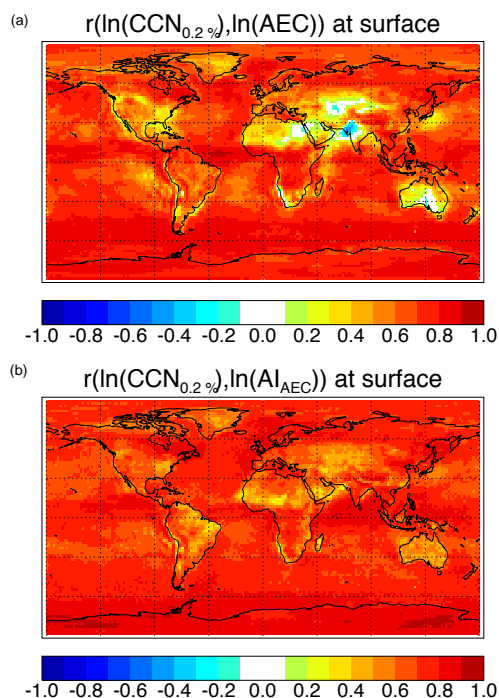 (a)
r(ln(CCN0.2 %),ln(AEC)) at surface
-1.0 -0.8 -0.6 -0.4 -0.2 0.0 0.2 0.4 0.6 0.8 1.0
(b)
r(ln(CCN0.2 %),ln(AIAEC)) at surface
-1.0 -0.8 -0.6 -0.4 -0.2 0.0 0.2 0.4 0.6 0.8 1.0